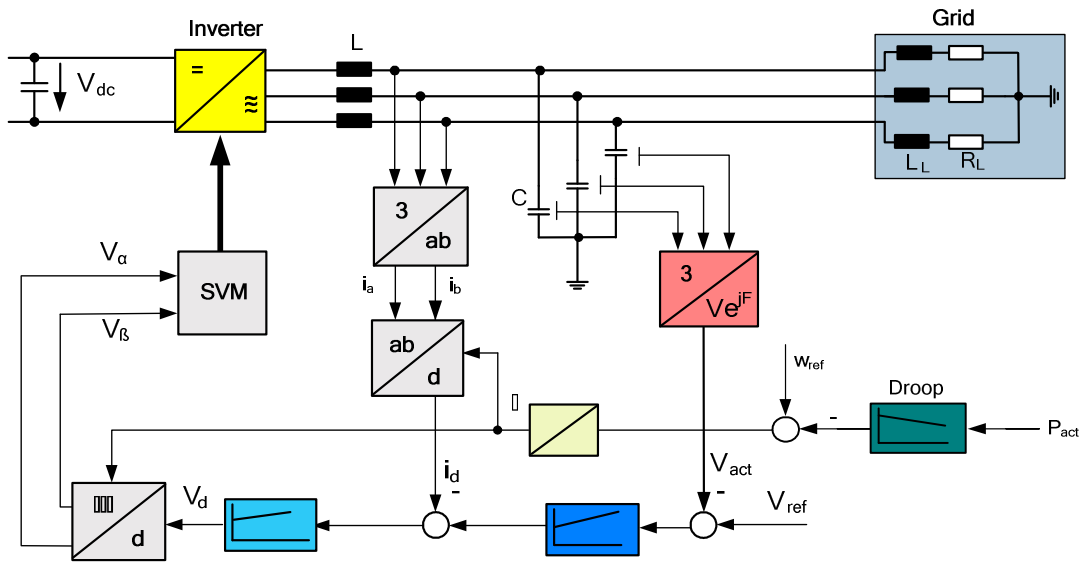 Inverter
L
Grid
=
≈
V dc
L L
R L
C
3
ab
3
Ve jF
i a
i b
V α
SVM
V ß
ab
d
w ref
Droop
-
P act
i d
-
V act
-
V ref
V d
d